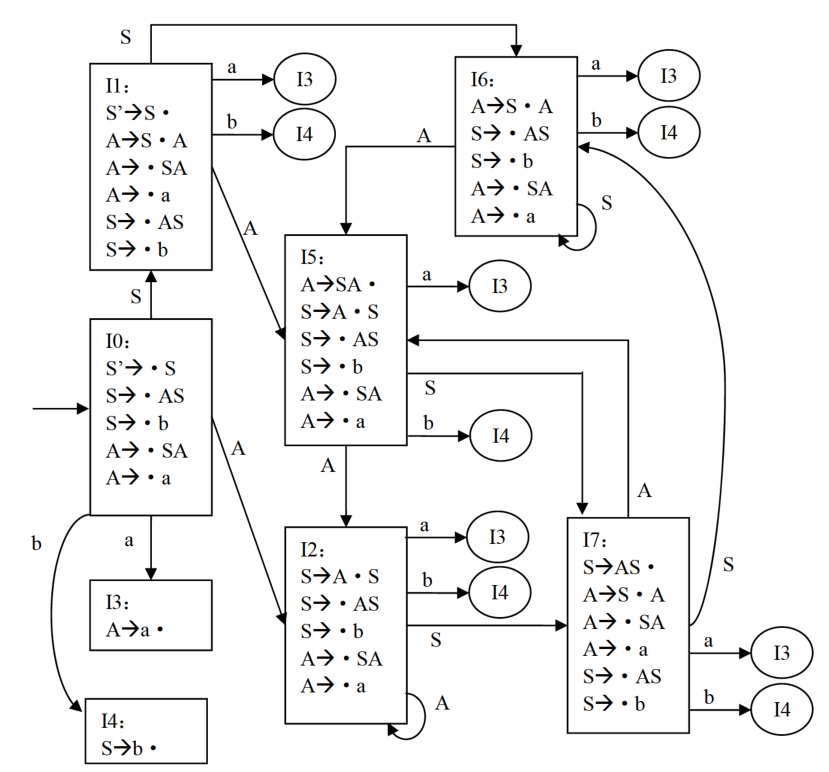 S
I1:
S'→S・
A→S・A
A→・SA
A→・a
S→・AS
S→・b
a
I3
b
I4
A
S
I6:
A→S・A
S→・AS
S→・b
A→・SA
A→・a
a
I3
b
I4
S
A
I5:
A→SA・
S→A・S
S→・AS
S→・b
A→・SA
A→・a
a
I3
S
b
I4
A
I0:
S'→・S
S→・AS
S→・b
A→・SA
A→・a
A
b
a
I3:
A→a・
I4:
S→b・
I2:
S→A・S
S→・AS
S→・b
A→・SA
A→・a
a
I3
b
I4
S
A
A
I7:
S→AS・
A→S・A
A→・SA
A→・a
S→・AS
S→・b
S
a
I3
b
I4